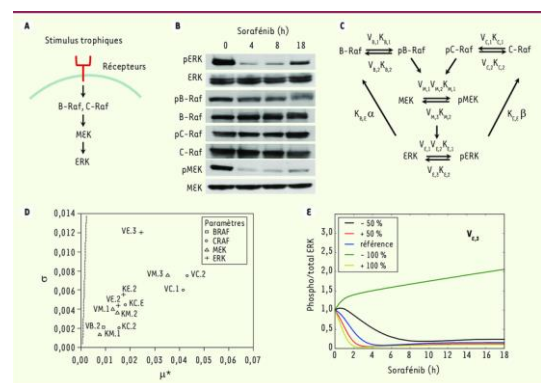 A
Stimulus trophiques
Récepteurs
B-Raf, C-Raf
MEK
ERK
B
Sorafénib (h)
0 4 8 18
pERK
ERK
pB-Raf
B-Raf
pC-Raf
C-Raf
pMEK
MEK
C
B-Raf pB-Raf pC-Raf C-Raf
MEK pMEK
ERK pERK
D
σ
0,014
0,012
0,010
0,008
0,006
0,004
0,002
0,000
0,00 0,01 0,02 0,03 0,04 0,05 0,06 0,07
μ*
Paramètres
BRAF
CRAF
MEK
ERK
VE.3
VM.3
VC.2
VC.1
KE.2
VE.2
KC.E
VM.1
KM.2
VB.2
KC.2
KM.1
E
Phospho/total ERK
3,0
2,5
2,0
1,5
1,0
0,5
0
0 2 4 6 8 10 12 14 16 18
Sorafénib (h)
- 50 %
+ 50 %
référence
- 100 %
+ 100 %